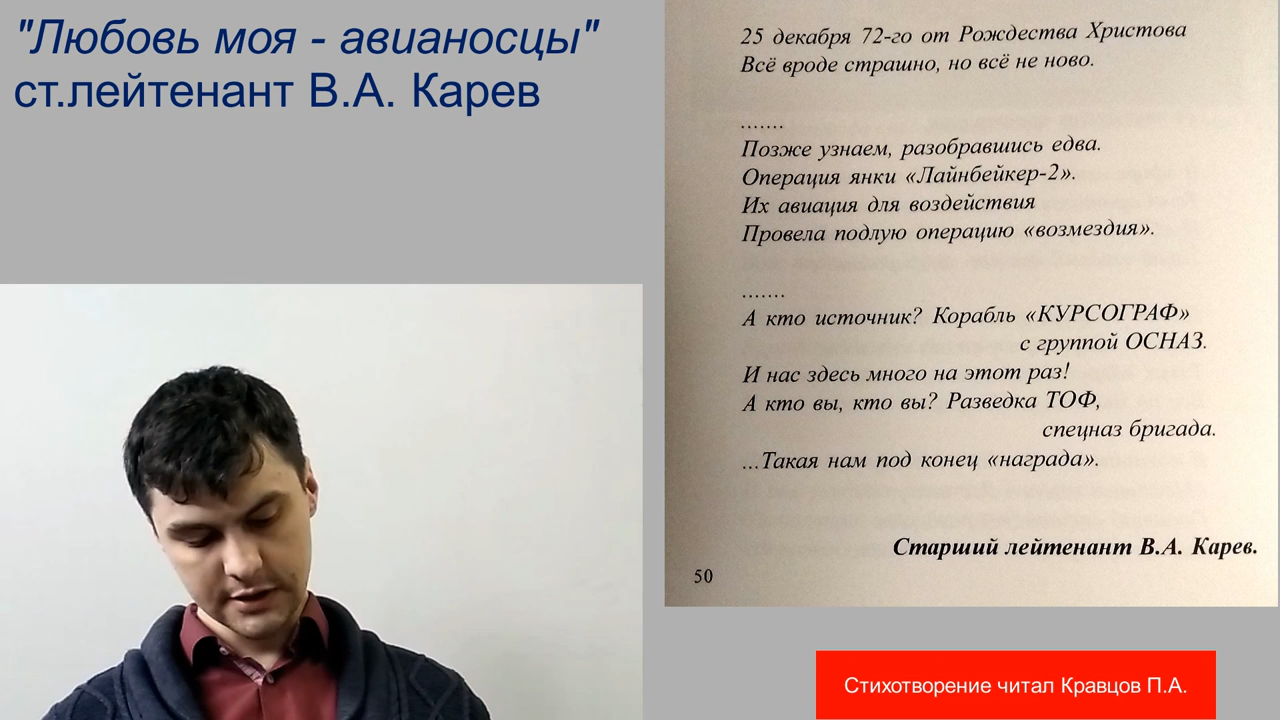 "Любовь моя - авианосцы"
ст.лейтенант В.А. Карев
25 декабря 72-го от Рождества Христова
Всё вроде страшно, но всё не ново.
.......
Позже узнаем, разобравшись едва.
Операция янки «Лайнбейкер-2».
Их авиация для воздействия
Провела подлую операцию «возмездия».
.......
А кто источник? Корабль «КУРСОГРАФ»
с группой ОСНАЗ.
И нас здесь много на этот раз!
А кто вы, кто вы? Разведка ТОФ,
спецназ бригада.
...Такая нам под конец «награда».
Старший лейтенант В.А. Карев.
50
Стихотворение читал Кравцов П.А.